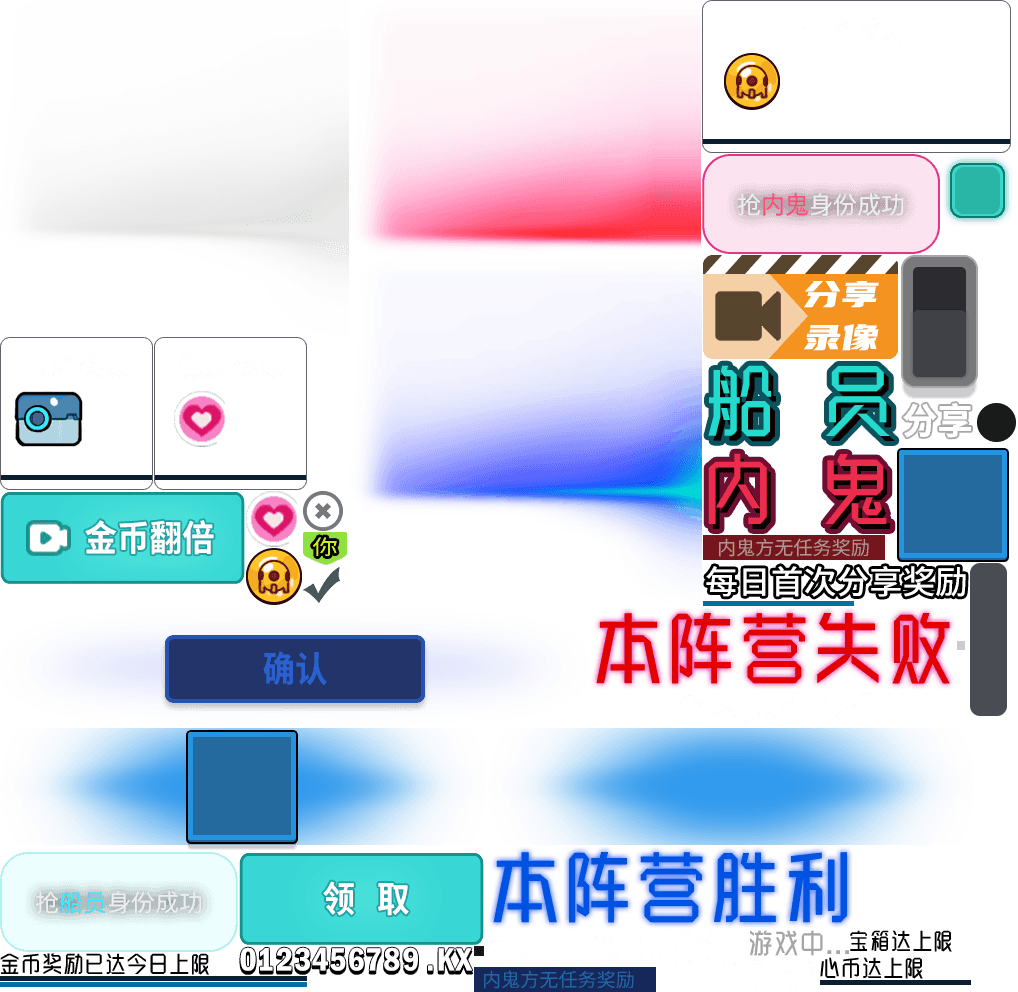 抢内鬼身份成功
分享
录像
船 员
分享
内 鬼
金币翻倍
你
内鬼方无任务奖励
每日首次分享奖励
本阵营失败
确认
抢船员身份成功
领 取
本阵营胜利
游戏中...
宝箱达上限
金币奖励已达今日上限
0123456789.KX
心币达上限
内鬼方无任务奖励